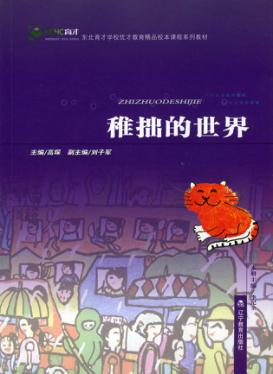 育才
东北育才学校优才教育精品校本课程系列教材
ZHIZHUODESHIJIE
稚拙的世界
主编/高琛 副主编/刘子军
辽宁教育出版社